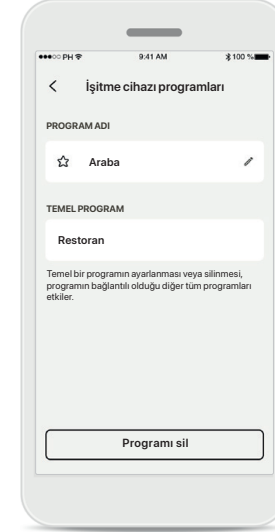 PH 9:41 AM 100 %
İşitme cihazı programları
PROGRAM ADI
Araba
TEMEL PROGRAM
Restoran
Temel bir programın ayarlanması veya silinmesi,
programın bağlantılı olduğu diğer tüm programları
etkiler.
Programı sil